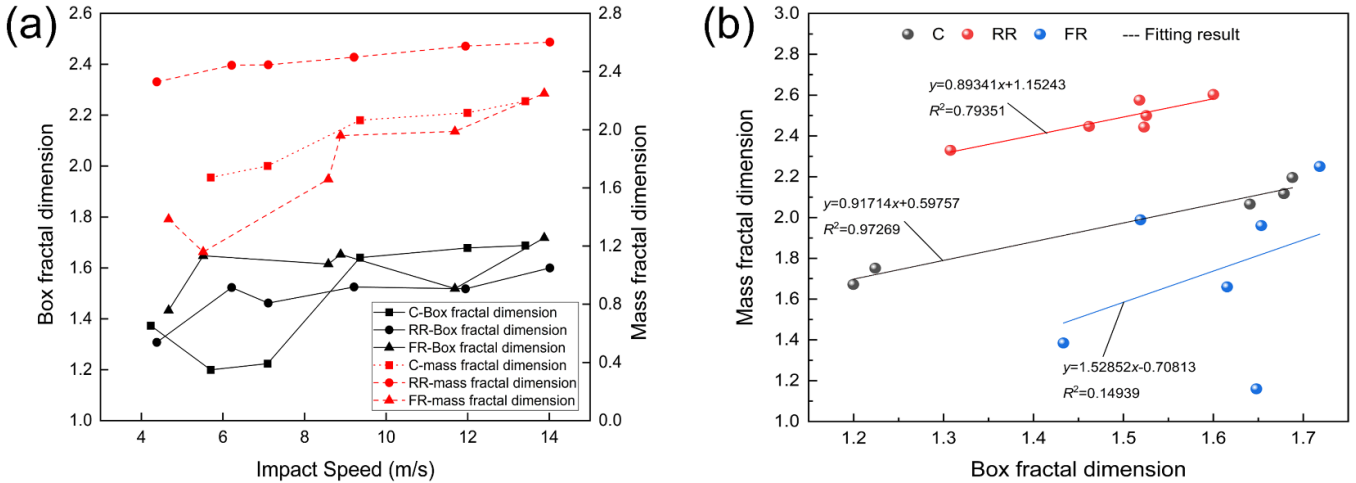 (a)
2.6
2.4
2.2
2.0
1.8
1.6
1.4
1.2
1.0
Box fractal dimension
2.8
2.4
2.0
1.6
1.2
0.8
0.4
0.0
Mass fractal dimension
C-Box fractal dimension
RR-Box fractal dimension
FR-Box fractal dimension
C-mass fractal dimension
RR-mass fractal dimension
FR-mass fractal dimension
4 6 8 10 12 14
Impact Speed (m/s)
(b)
3.0
2.8
2.6
2.4
2.2
2.0
1.8
1.6
1.4
1.2
1.0
Mass fractal dimension
C RR FR --- Fitting result
y=0.89341x+1.15243
R²=0.79351
y=0.91714x+0.59757
R²=0.97269
y=1.52852x-0.70813
R²=0.14939
1.2 1.3 1.4 1.5 1.6 1.7
Box fractal dimension